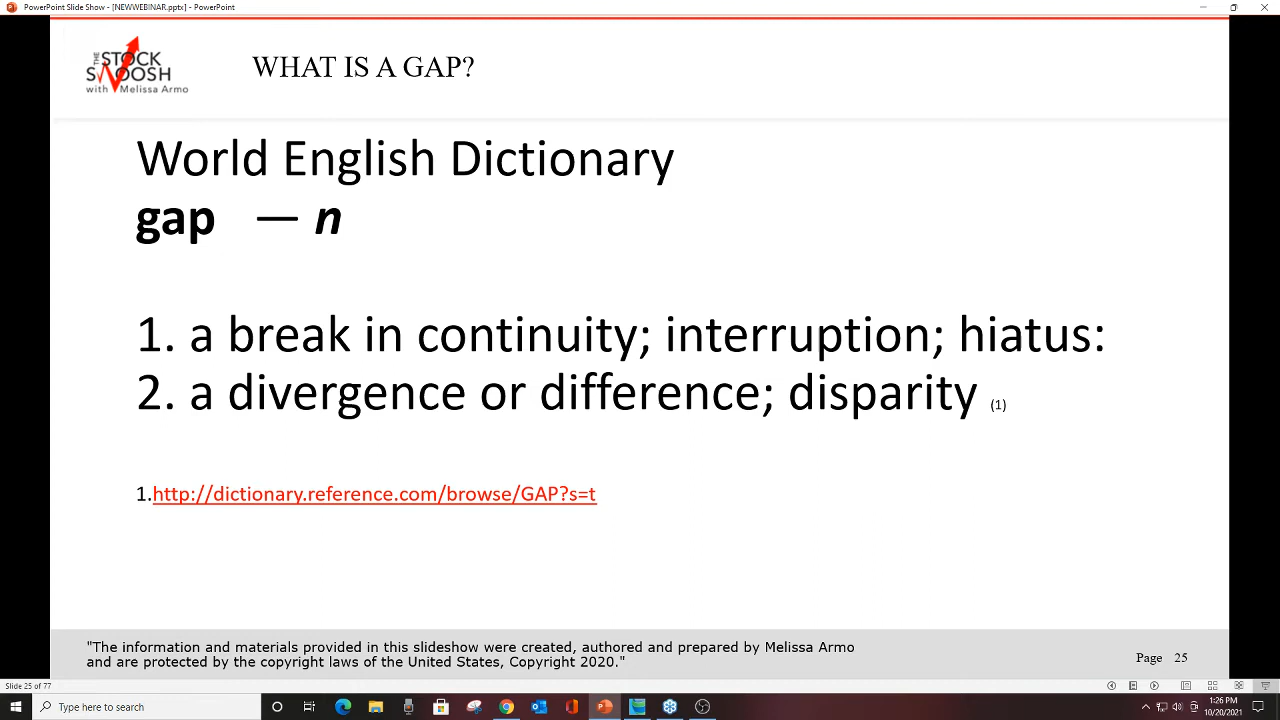 PowerPoint Slide Show - [NEWWEBINAR.pptx] - PowerPoint
THE STOCK
SWOOSH
with Melissa Armo
WHAT IS A GAP?
World English Dictionary
gap — n
1. a break in continuity; interruption; hiatus:
2. a divergence or difference; disparity (1)
1.http://dictionary.reference.com/browse/GAP?s=t
"The information and materials provided in this slideshow were created, authored and prepared by Melissa Armo
and are protected by the copyright laws of the United States, Copyright 2020."
Page 25
Slide 25 of 77
Type here to search
1:26 PM
10/20/2021